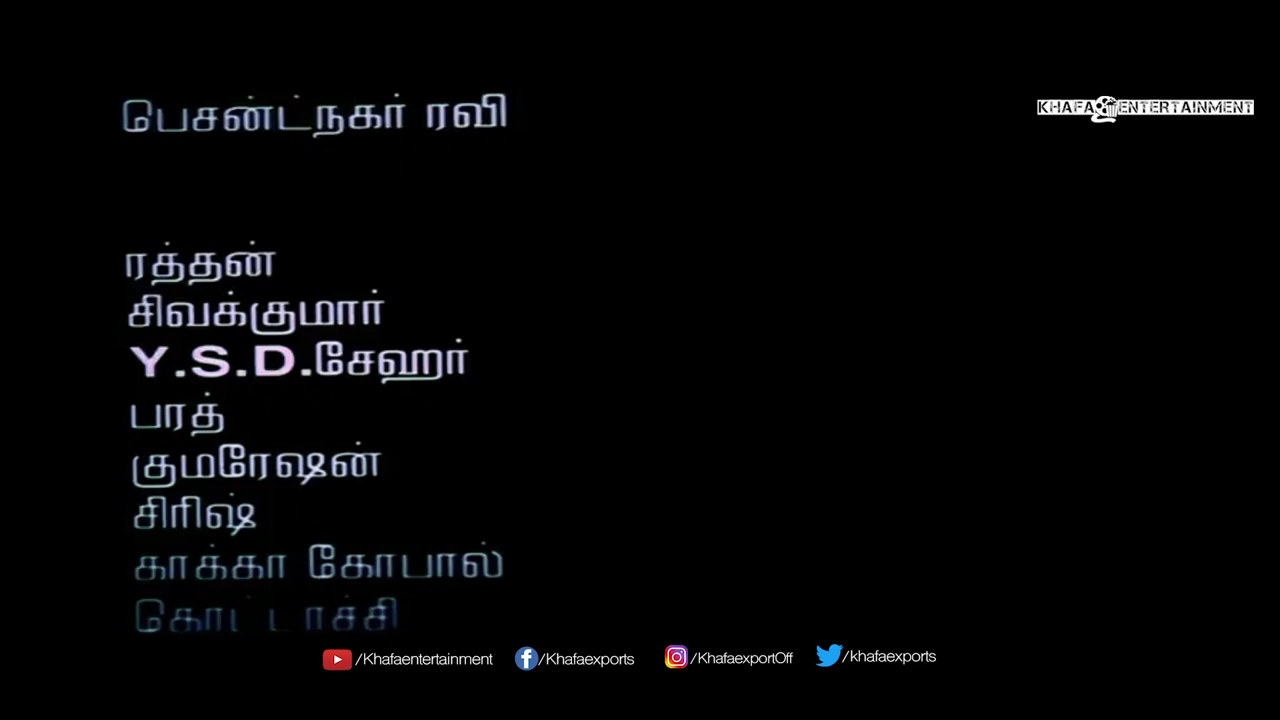 பெசன்ட்நகர் ரவி
KHAFA ENTERTAINMENT
ரத்தன்
சிவக்குமார்
Y.S.D.சேஹர்
பரத்
குமரேஷன்
சிரிஷ்
காக்கா கோபால்
கோட்டாச்சி
/Khafaentertainment
/Khafaexports
/KhafaexportOff
/khafaexports